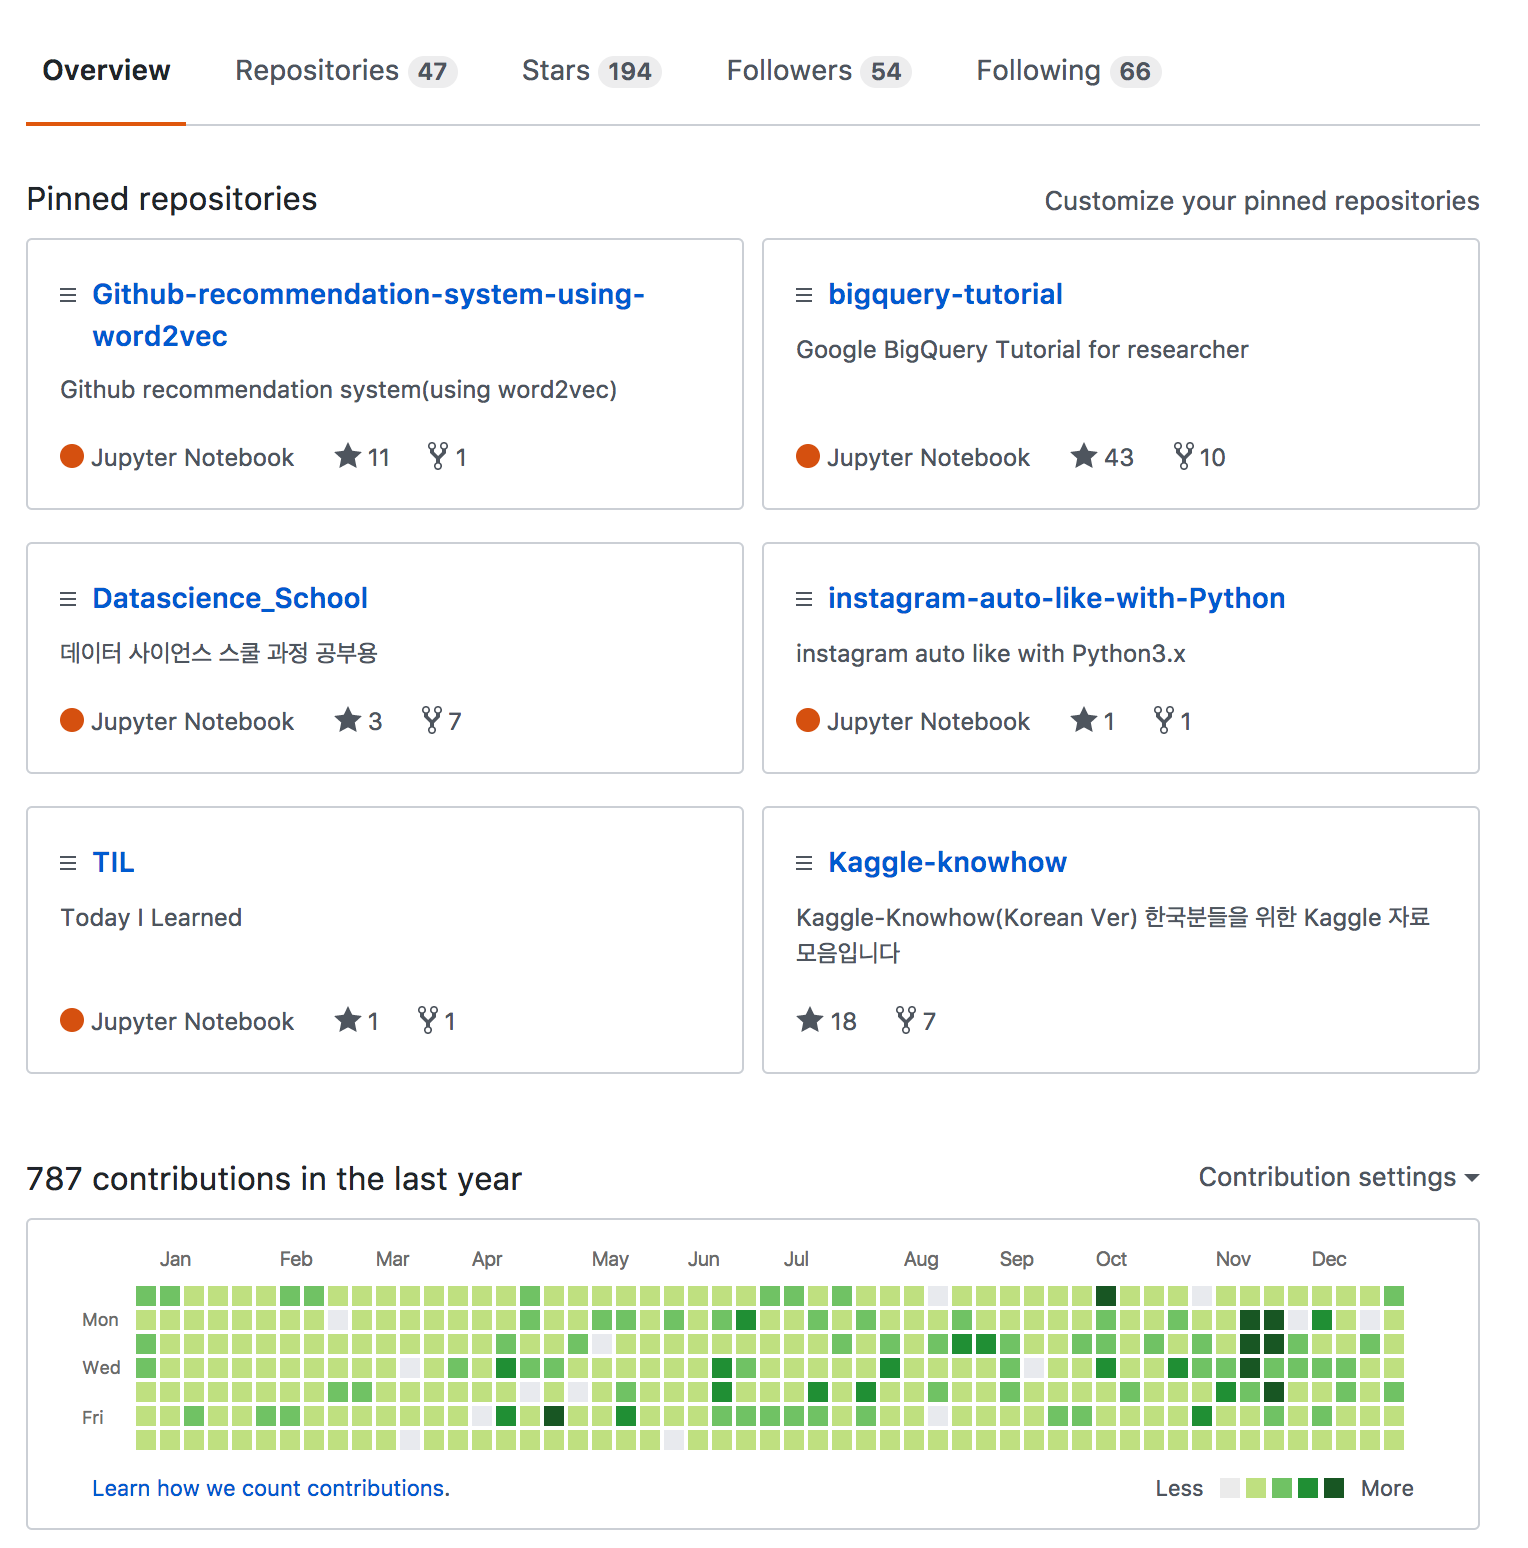 Overview Repositories 47 Stars 194 Followers 54 Following 66
Pinned repositories Customize your pinned repositories
Github-recommendation-system-using-
word2vec
Github recommendation system(using word2vec)
Jupyter Notebook 11 1
bigquery-tutorial
Google BigQuery Tutorial for researcher
Jupyter Notebook 43 10
Datascience_School
데이터 사이언스 스쿨 과정 공부용
Jupyter Notebook 3 7
instagram-auto-like-with-Python
instagram auto like with Python3.x
Jupyter Notebook 1 1
TIL
Today I Learned
Jupyter Notebook 1 1
Kaggle-knowhow
Kaggle-Knowhow(Korean Ver) 한국분들을 위한 Kaggle 자료
모음입니다
18 7
787 contributions in the last year Contribution settings
Jan Feb Mar Apr May Jun Jul Aug Sep Oct Nov Dec
Mon
Wed
Fri
Learn how we count contributions. Less More